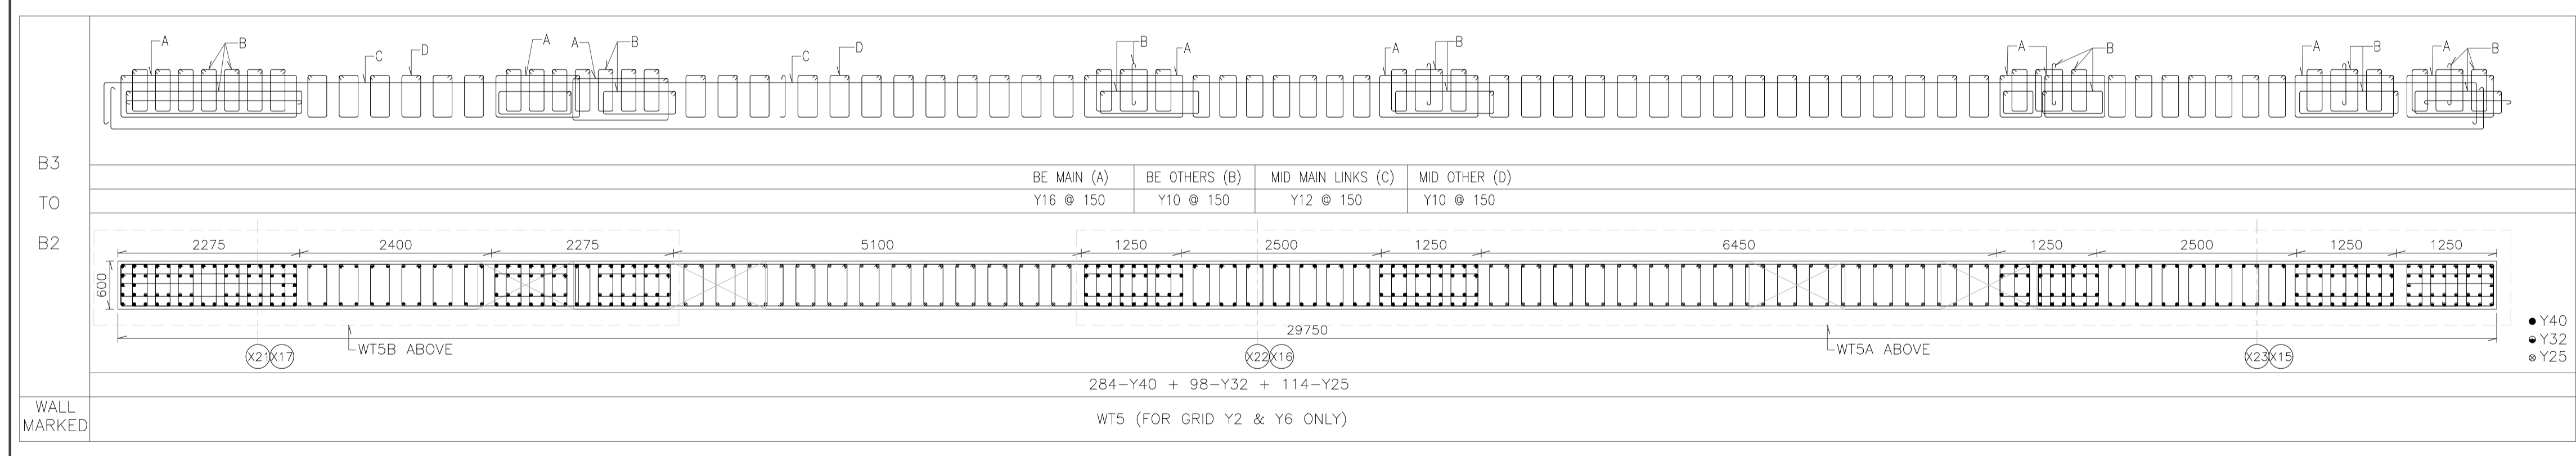 A B C D A A B C D B A A B A B A B A B
B3
BE MAIN (A) BE OTHERS (B) MID MAIN LINKS (C) MID OTHER (D)
TO
Y16 @ 150 Y10 @ 150 Y12 @ 150 Y10 @ 150
B2
2275 2400 2275 5100 1250 2500 1250 6450 1250 2500 1250 1250
600
29750
Y40
Y32
Y25
WT5B ABOVE WT5A ABOVE
X21 X17 X22 X16 X23 X15
284-Y40 + 98-Y32 + 114-Y25
WALL
MARKED
WT5 (FOR GRID Y2 & Y6 ONLY)